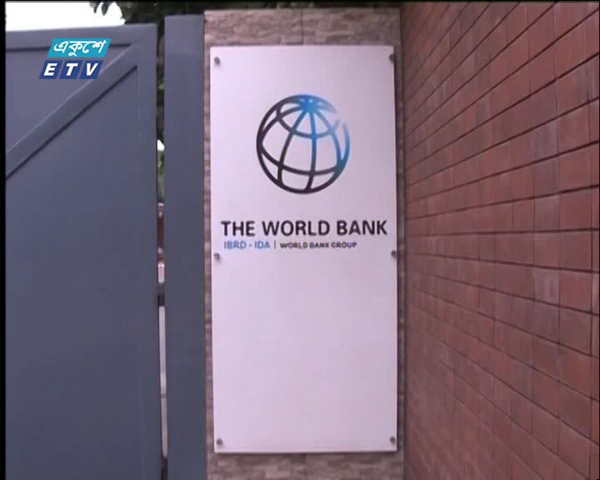 একুশে
ETV
THE WORLD BANK
IBRD - IDA | WORLD BANK GROUP